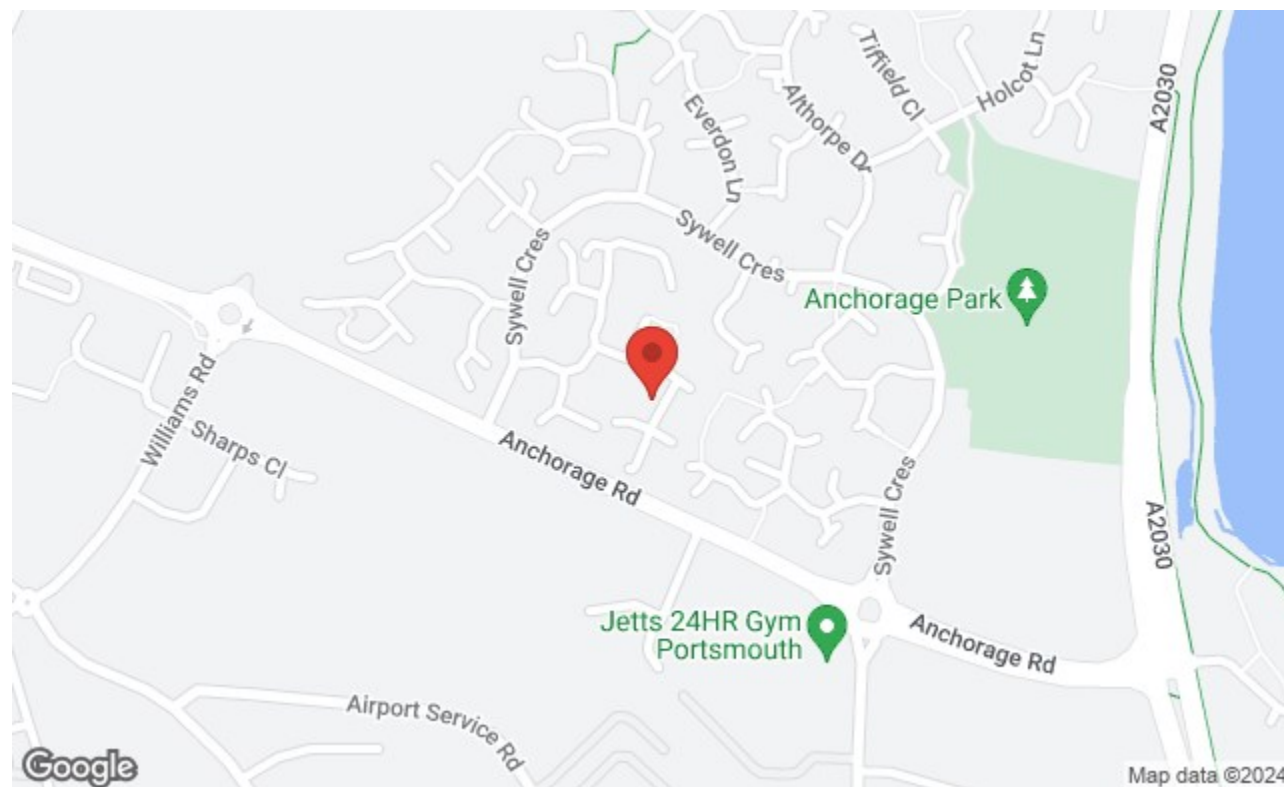 Tiffield Cl
Holcot Ln
A2030
Everdon Ln
Althorpe Dr
Sywell Cres
Sywell Cres
Anchorage Park
Williams Rd
Sharps Cl
Anchorage Rd
Sywell Cres
A2030
Jetts 24HR Gym
Portsmouth
Anchorage Rd
Airport Service Rd
Google
Map data ©2024